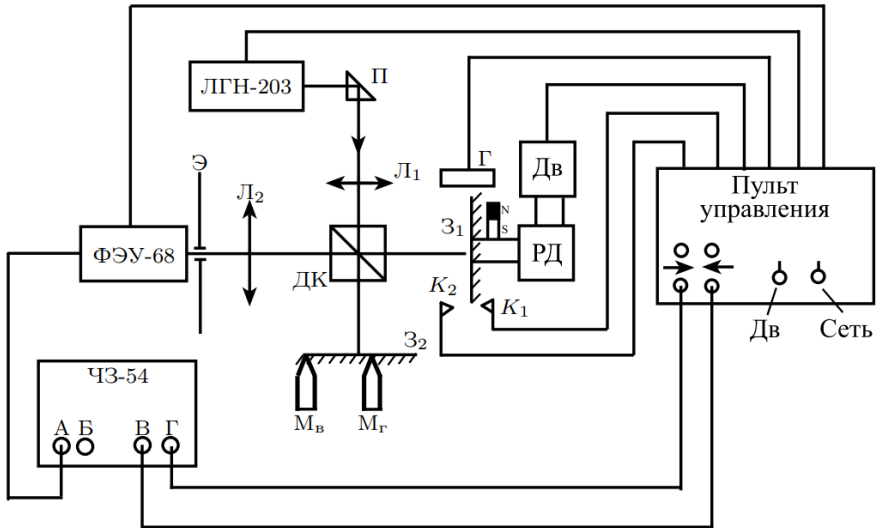 ЛГН-203
П
Э
Л₂
Л₁
Г
Дв
Пульт
управления
З₁
N
S
ФЭУ-68
ДК
РД
K₂
K₁
З₂
Дв
Сеть
ЧЗ-54
А Б В Г
Мв
Мг